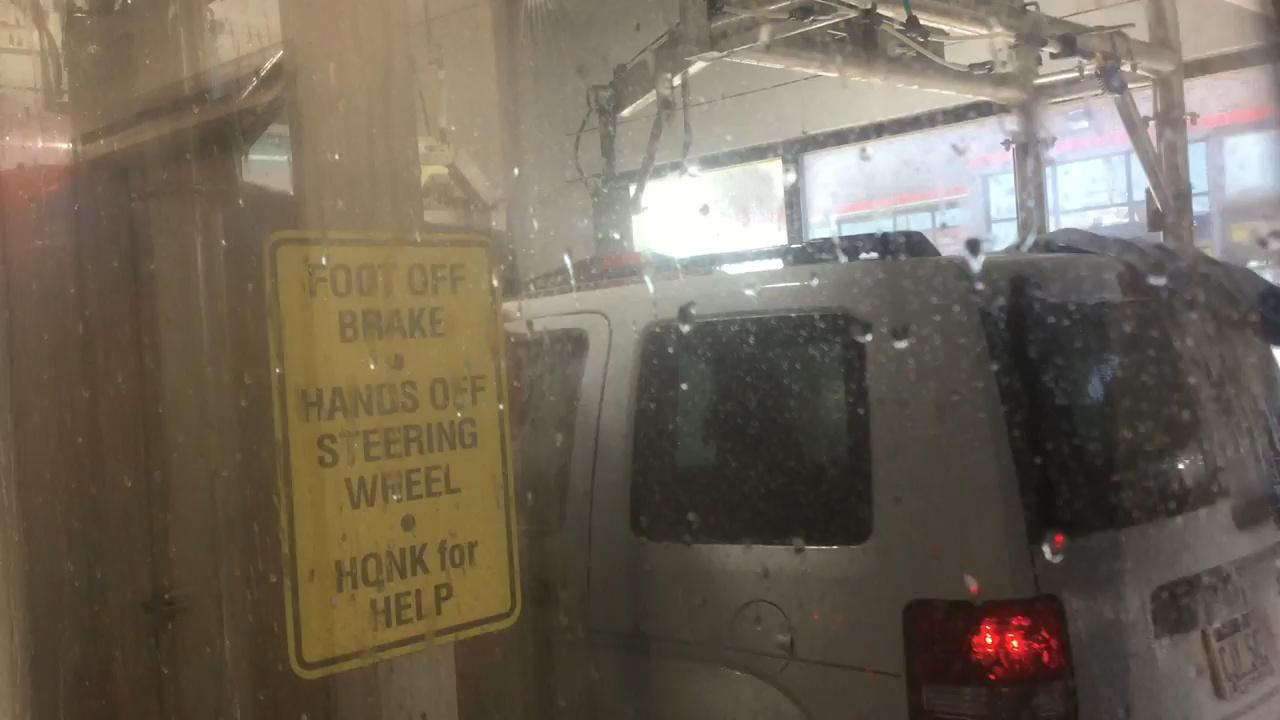 FOOT OFF
BRAKE
HANDS OFF
STEERING
WHEEL
HONK for
HELP